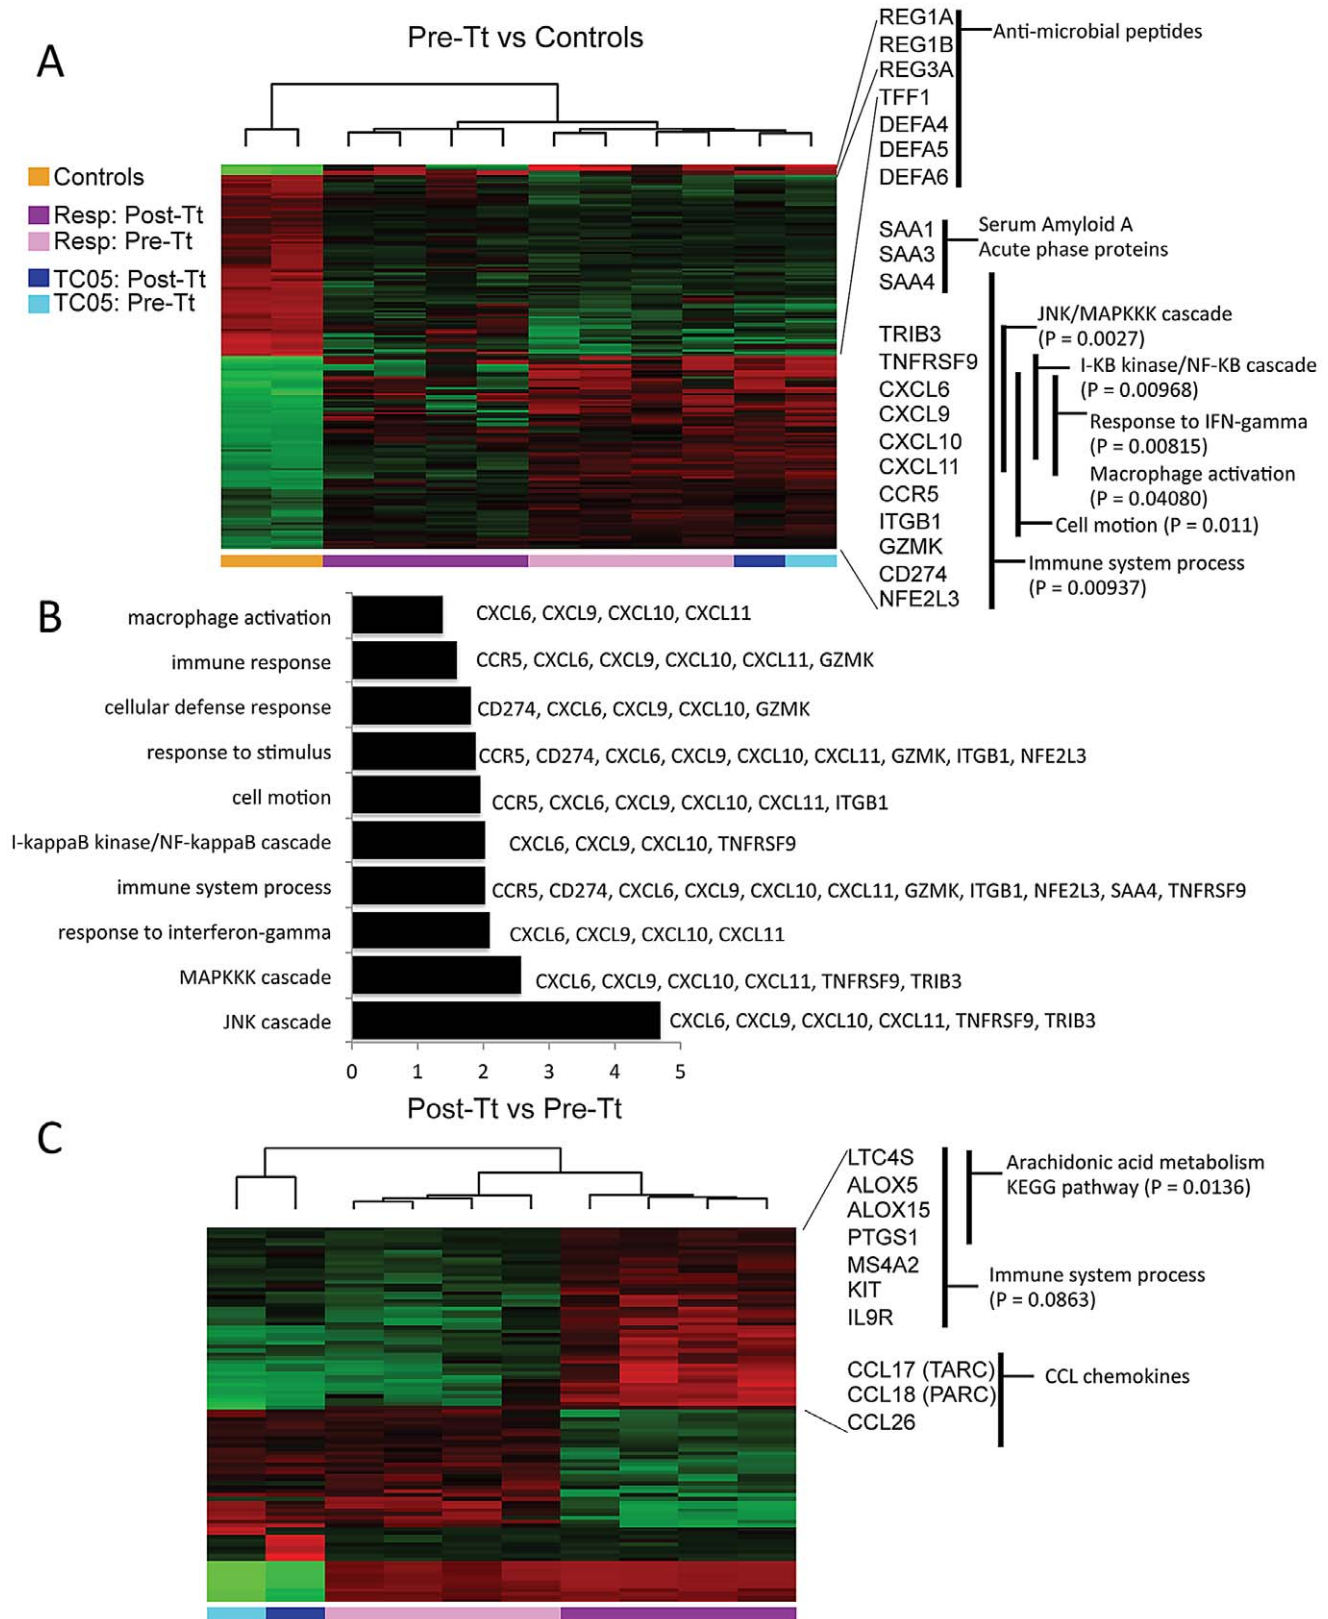 A
Pre-Tt vs Controls
Controls
Resp: Post-Tt
Resp: Pre-Tt
TC05: Post-Tt
TC05: Pre-Tt
REG1A
REG1B
REG3A
TFF1
DEFA4
DEFA5
DEFA6
Anti-microbial peptides
SAA1
SAA3
SAA4
Serum Amyloid A
Acute phase proteins
TRIB3
TNFRSF9
CXCL6
CXCL9
CXCL10
CXCL11
CCR5
ITGB1
GZMK
CD274
NFE2L3
JNK/MAPKKK cascade
(P = 0.0027)
I-KB kinase/NF-KB cascade
(P = 0.00968)
Response to IFN-gamma
(P = 0.00815)
Macrophage activation
(P = 0.04080)
Cell motion (P = 0.011)
Immune system process
(P = 0.00937)
B
macrophage activation CXCL6, CXCL9, CXCL10, CXCL11
immune response CCR5, CXCL6, CXCL9, CXCL10, CXCL11, GZMK
cellular defense response CD274, CXCL6, CXCL9, CXCL10, GZMK
response to stimulus CCR5, CD274, CXCL6, CXCL9, CXCL10, CXCL11, GZMK, ITGB1, NFE2L3
cell motion CCR5, CXCL6, CXCL9, CXCL10, CXCL11, ITGB1
I-kappaB kinase/NF-kappaB cascade CXCL6, CXCL9, CXCL10, TNFRSF9
immune system process CCR5, CD274, CXCL6, CXCL9, CXCL10, CXCL11, GZMK, ITGB1, NFE2L3, SAA4, TNFRSF9
response to interferon-gamma CXCL6, CXCL9, CXCL10, CXCL11
MAPKKK cascade CXCL6, CXCL9, CXCL10, CXCL11, TNFRSF9, TRIB3
JNK cascade CXCL6, CXCL9, CXCL10, CXCL11, TNFRSF9, TRIB3
0 1 2 3 4 5
C
Post-Tt vs Pre-Tt
LTC4S
ALOX5
ALOX15
PTGS1
MS4A2
KIT
IL9R
Arachidonic acid metabolism
KEGG pathway (P = 0.0136)
Immune system process
(P = 0.0863)
CCL17 (TARC)
CCL18 (PARC)
CCL26
CCL chemokines